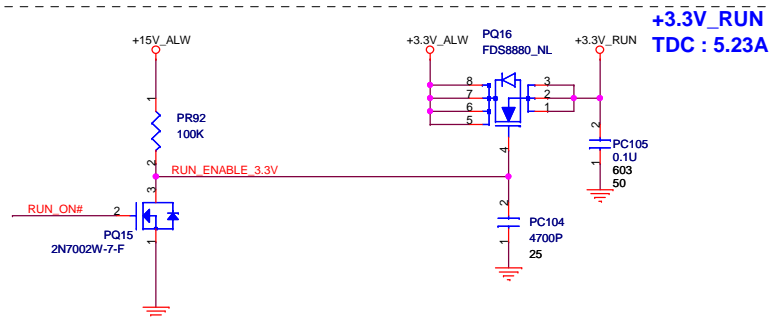 +3.3V_RUN
TDC : 5.23A
+15V_ALW
+3.3V_ALW
PQ16
FDS8880_NL
+3.3V_RUN
8
7
6
5
3
2
1
4
1
PR92
100K
2
RUN_ENABLE_3.3V
3
RUN_ON#
2
PQ15
2N7002W-7-F
1
2
PC104
4700P
25
1
2
PC105
0.1U
603
50
1